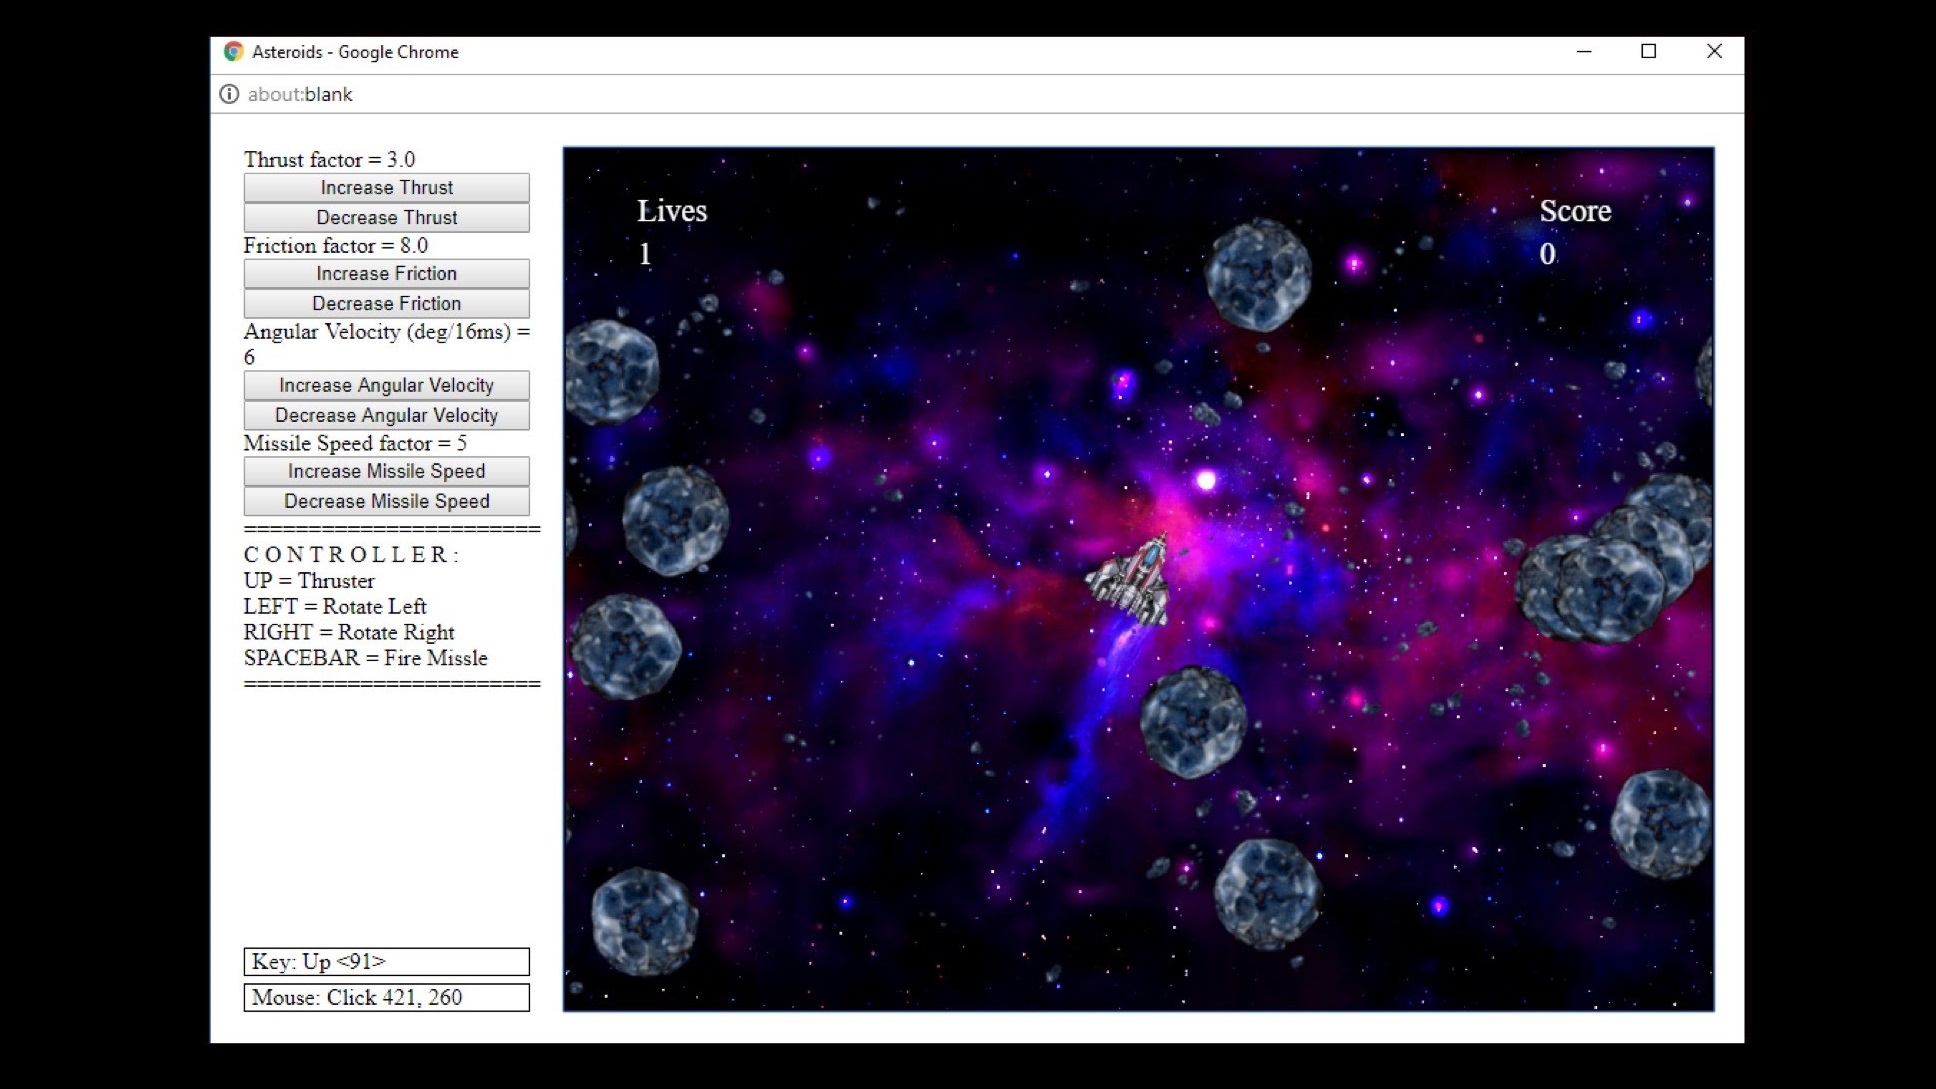 Asteroids - Google Chrome
about:blank
Thrust factor = 3.0
Increase Thrust
Decrease Thrust
Friction factor = 8.0
Increase Friction
Decrease Friction
Angular Velocity (deg/16ms) =
6
Increase Angular Velocity
Decrease Angular Velocity
Missile Speed factor = 5
Increase Missile Speed
Decrease Missile Speed
=======================
C O N T R O L L E R :
UP = Thruster
LEFT = Rotate Left
RIGHT = Rotate Right
SPACEBAR = Fire Missle
=======================
Key: Up <91>
Mouse: Click 421, 260
Lives
1
Score
0